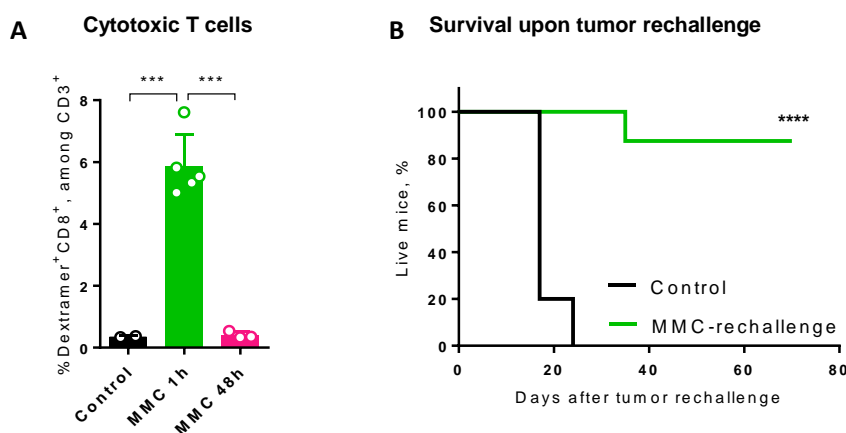 A Cytotoxic T cells
*** ***
% Dextramer+CD8+, among CD3+
8
6
4
2
0
Control
MMC 1h
MMC 48h
B Survival upon tumor rechallenge
****
Live mice, %
100
80
60
40
20
0
Control
MMC-rechallenge
0 20 40 60 80
Days after tumor rechallenge